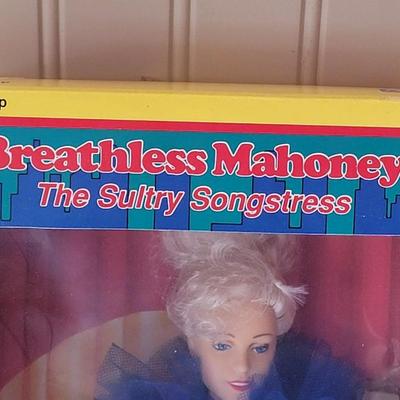 p
Breathless Mahoney
The Sultry Songstress